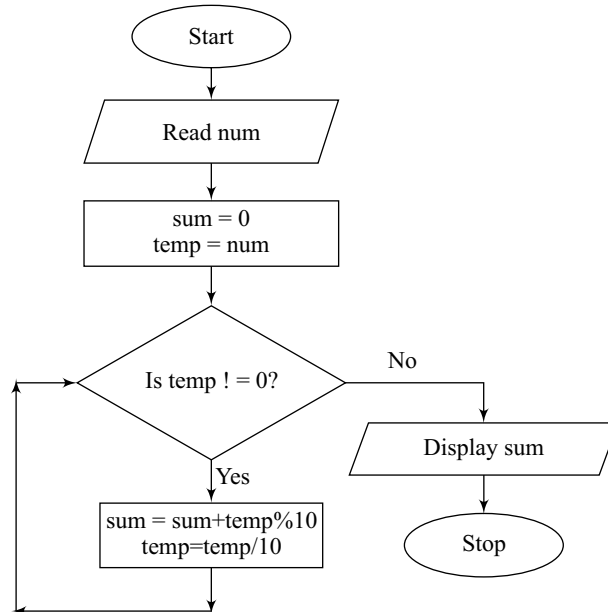 Start
Read num
sum = 0
temp = num
Is temp ! = 0?
No
Yes
Display sum
sum = sum+temp%10
temp=temp/10
Stop